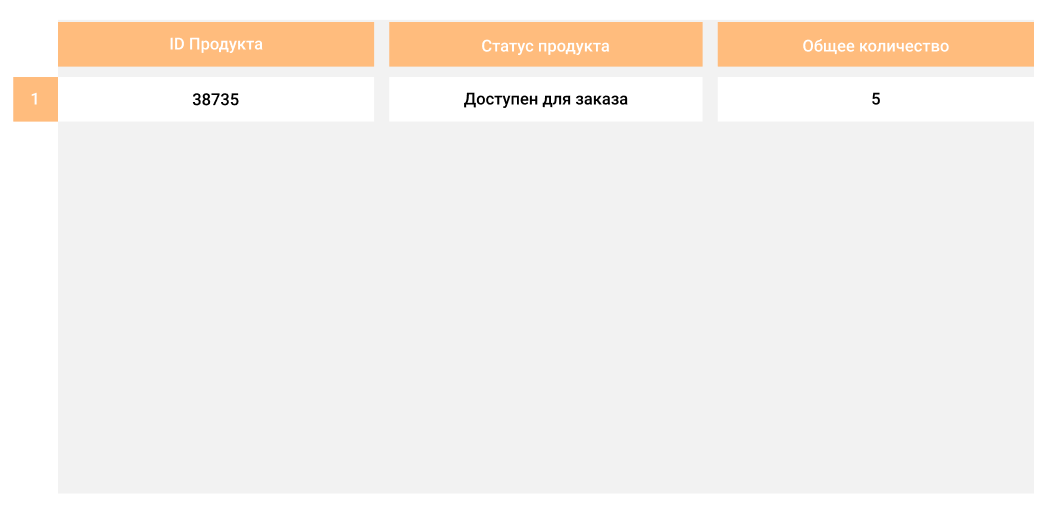 ID Продукта Статус продукта Общее количество
1 38735 Доступен для заказа 5